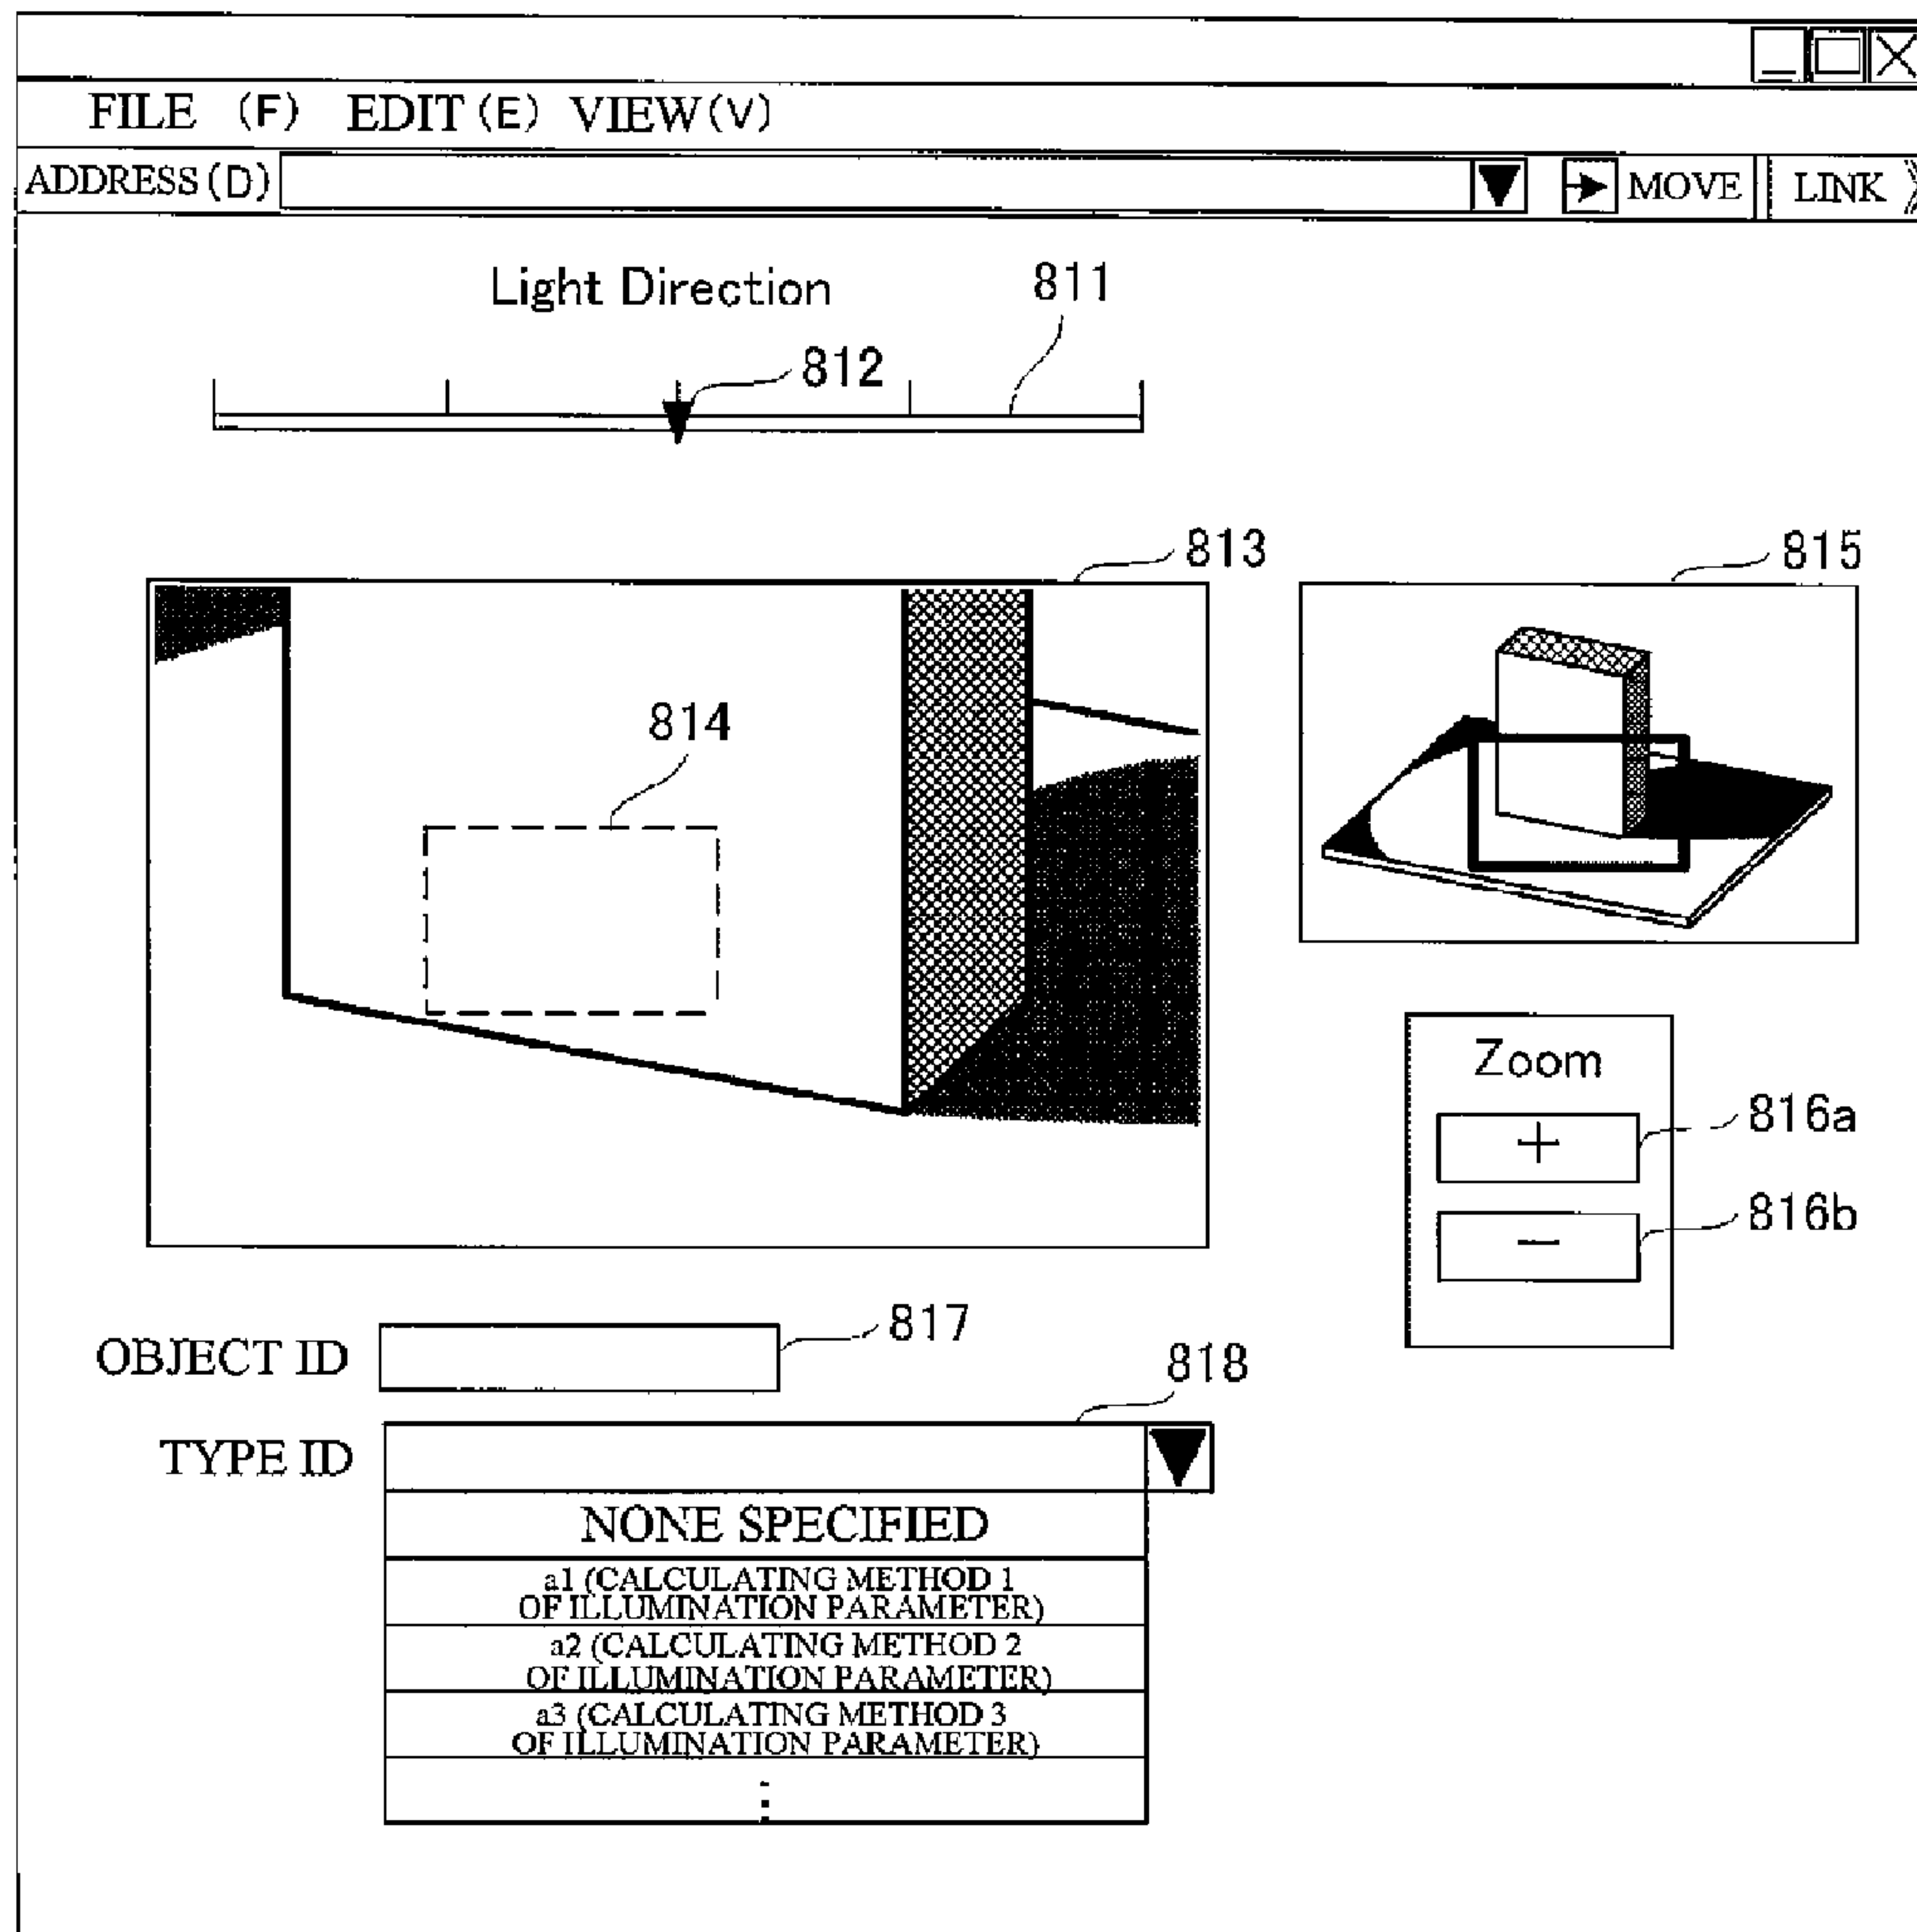 FILE (F) EDIT (E) VIEW (V)
ADDRESS (D) MOVE LINK
Light Direction
811
812
813
815
814
Zoom
+
816a
−
816b
OBJECT ID
817
818
TYPE ID
NONE SPECIFIED
a1 (CALCULATING METHOD 1
OF ILLUMINATION PARAMETER)
a2 (CALCULATING METHOD 2
OF ILLUMINATION PARAMETER)
a3 (CALCULATING METHOD 3
OF ILLUMINATION PARAMETER)
⋮